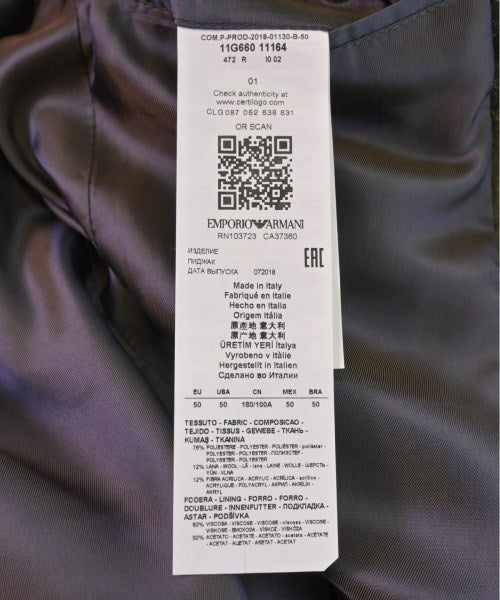 COM.P-PROD-2018-01130-B-50
11G660 11164
472 R I0 02
01
Check authenticity at
www.certilogo.com
CLG 087 052 638 831
OR SCAN
EMPORIO ARMANI
RN103723 CA37360
ИЗДЕЛИЕ
ПИДЖАК
ДАТА ВЫПУСКА 072018
EAC
Made in Italy
Fabriqué en Italie
Hecho en Italia
Origem Itália
原產地 意大利
原产地 意大利
ÜRETİM YERİ İtalya
Vyrobeno v Itálie
Hergestellt in Italien
Сделано во Италии
EU USA CN MEX BRA
50 50 180/100A 50 50
TESSUTO - FABRIC - COMPOSICAO -
TEJIDO - TISSUS - GEWEBE - ТКАНЬ -
KUMAŞ - TKANINA
76% POLIESTERE - POLYESTER - POLIÉSTER - poliéster -
POLYESTER - POLYESTER - ПОЛИЭСТЕР -
POLYESTER - POLYESTER
12% LANA - WOOL - LÃ - lana - LAINE - WOLLE - ШЕРСТЬ -
YÜN - VLNA
12% FIBRA ACRILICA - ACRYLIC - ACRÍLICA - acrílico -
ACRYLIQUE - POLYACRYL - АКРИЛ - AKRİLİK -
AKRYL
FODERA - LINING - FORRO - FORRO -
DOUBLURE - INNENFUTTER - ПОДКЛАДКА -
ASTAR - PODŠÍVKA
50% VISCOSA - VISCOSE - VISCOSE - viscosa - VISCOSE
- VISKOSE - ВИСКОЗА - VİSKOZ - VISKÓZA
50% ACETATO - ACETATE - ACETATO - acetato - ACÉTATE
- ACETAT - АЦЕТАТ - ASETAT - ACETÁT